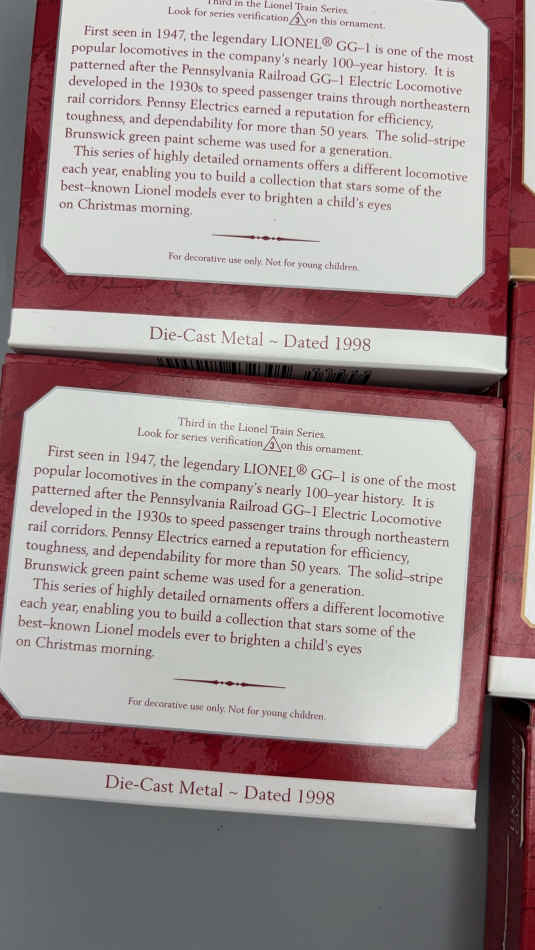 Third in the Lionel Train Series.
Look for series verification 3 on this ornament.
First seen in 1947, the legendary LIONEL® GG–1 is one of the most
popular locomotives in the company's nearly 100–year history. It is
patterned after the Pennsylvania Railroad GG–1 Electric Locomotive
developed in the 1930s to speed passenger trains through northeastern
rail corridors. Pennsy Electrics earned a reputation for efficiency,
toughness, and dependability for more than 50 years. The solid–stripe
Brunswick green paint scheme was used for a generation.
This series of highly detailed ornaments offers a different locomotive
each year, enabling you to build a collection that stars some of the
best–known Lionel models ever to brighten a child's eyes
on Christmas morning.
For decorative use only. Not for young children.
Die-Cast Metal ~ Dated 1998
Third in the Lionel Train Series.
Look for series verification 3 on this ornament.
First seen in 1947, the legendary LIONEL® GG–1 is one of the most
popular locomotives in the company's nearly 100–year history. It is
patterned after the Pennsylvania Railroad GG–1 Electric Locomotive
developed in the 1930s to speed passenger trains through northeastern
rail corridors. Pennsy Electrics earned a reputation for efficiency,
toughness, and dependability for more than 50 years. The solid–stripe
Brunswick green paint scheme was used for a generation.
This series of highly detailed ornaments offers a different locomotive
each year, enabling you to build a collection that stars some of the
best–known Lionel models ever to brighten a child's eyes
on Christmas morning.
For decorative use only. Not for young children.
Die-Cast Metal ~ Dated 1998